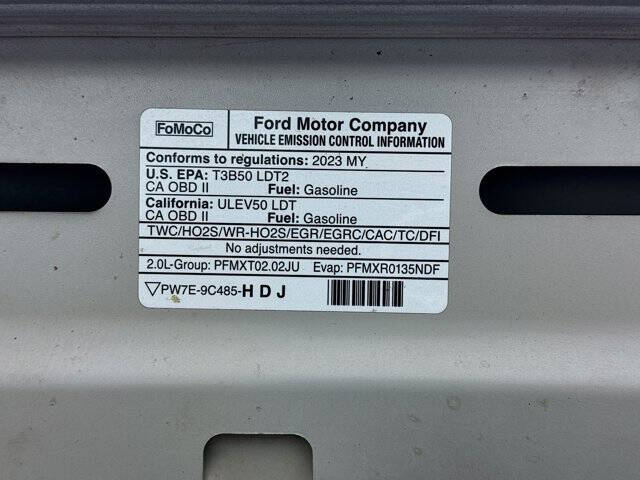 FoMoCo
Ford Motor Company
VEHICLE EMISSION CONTROL INFORMATION
Conforms to regulations: 2023 MY
U.S. EPA: T3B50 LDT2
CA OBD II Fuel: Gasoline
California: ULEV50 LDT
CA OBD II Fuel: Gasoline
TWC/HO2S/WR-HO2S/EGR/EGRC/CAC/TC/DFI
No adjustments needed.
2.0L-Group: PFMXT02.02JU Evap: PFMXR0135NDF
PW7E-9C485-H D J